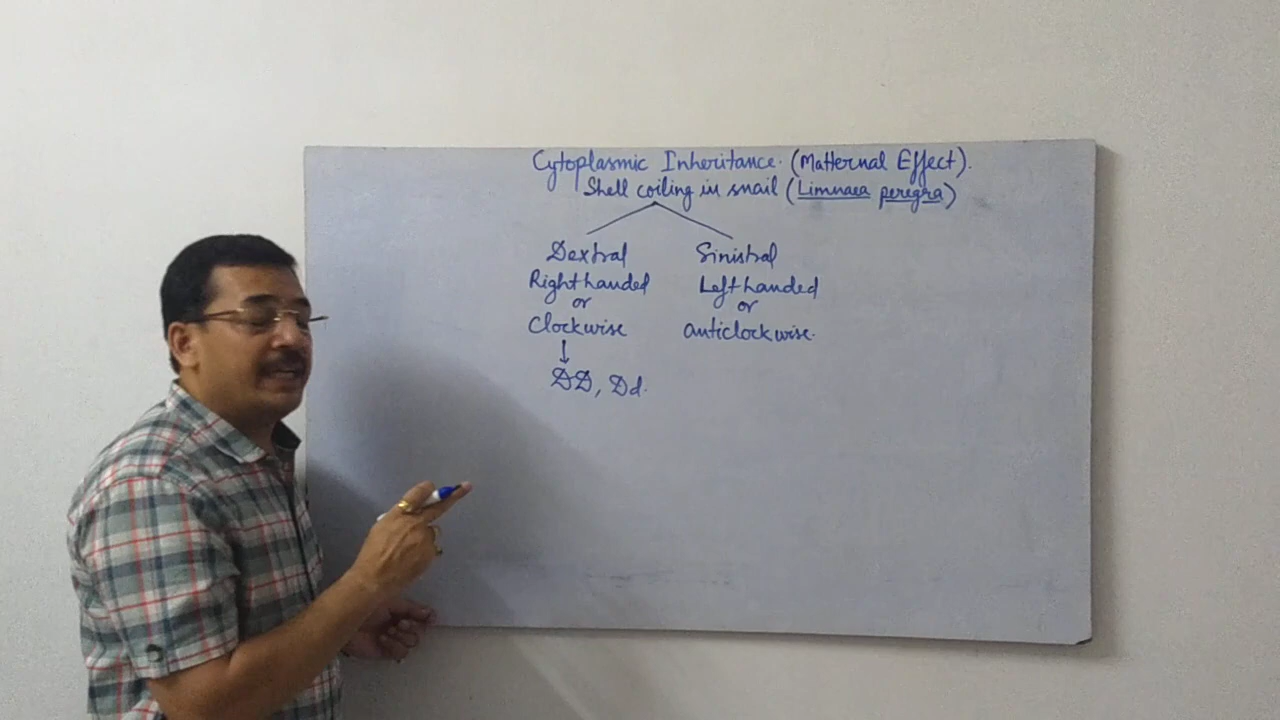 Cytoplasmic Inheritance. (Matternal Effect).
Shell coiling in snail (Limnaea peregra)
Dextral Sinistral
Right handed Left handed
or or
Clockwise anticlockwise.
↓
DD, Dd.